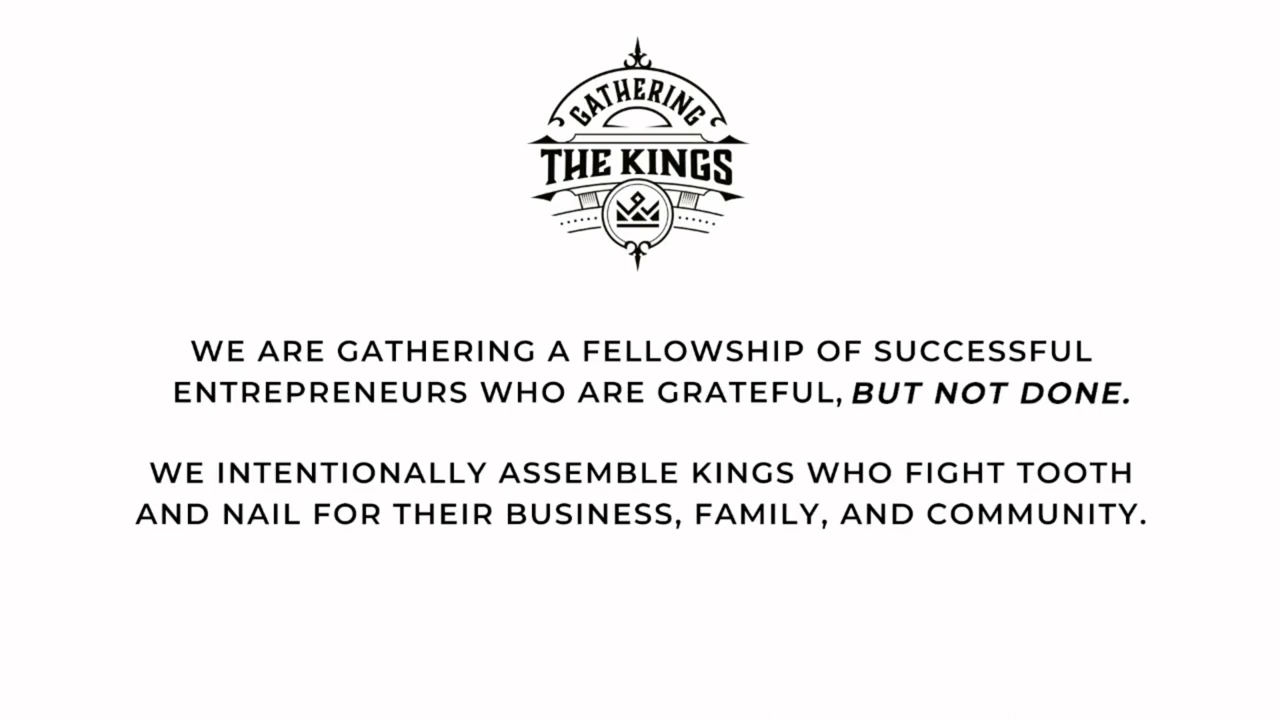 GATHERING
THE KINGS
WE ARE GATHERING A FELLOWSHIP OF SUCCESSFUL
ENTREPRENEURS WHO ARE GRATEFUL, BUT NOT DONE.
WE INTENTIONALLY ASSEMBLE KINGS WHO FIGHT TOOTH
AND NAIL FOR THEIR BUSINESS, FAMILY, AND COMMUNITY.